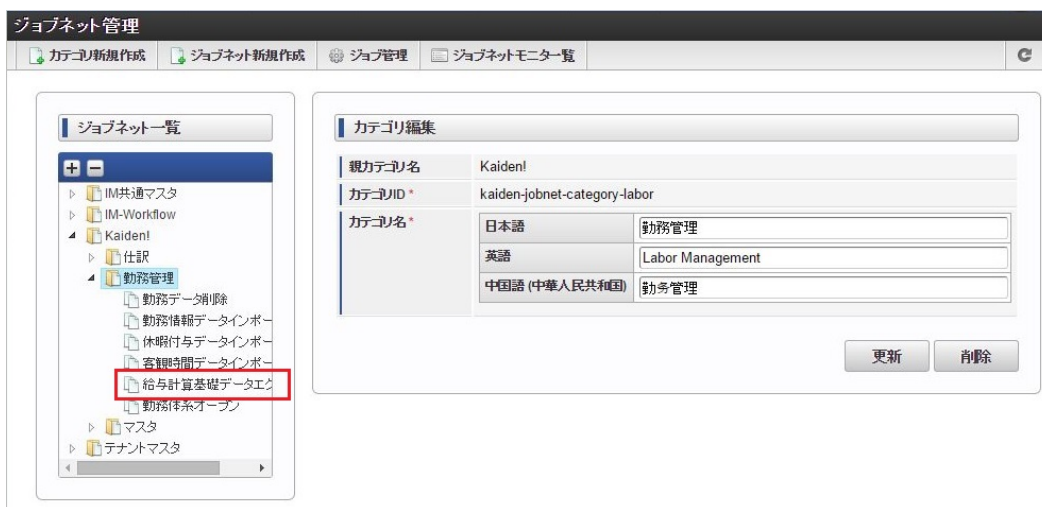 ジョブネット管理
カテゴリ新規作成 ジョブネット新規作成 ジョブ管理 ジョブネットモニター覧
ジョブネット一覧
IM共通マスタ
IM-Workflow
Kaiden!
仕訳
勤務管理
勤務データ削除
勤務情報データインポー
休暇付与データインポー
客観時間データインポー
給与計算基礎データエク
勤務体系オープン
マスタ
テナントマスタ
カテゴリ編集
親カテゴリ名 Kaiden!
カテゴリID * kaiden-jobnet-category-labor
カテゴリ名 * 日本語 勤務管理
英語 Labor Management
中国語 (中華人民共和国) 勤务管理
更新 削除